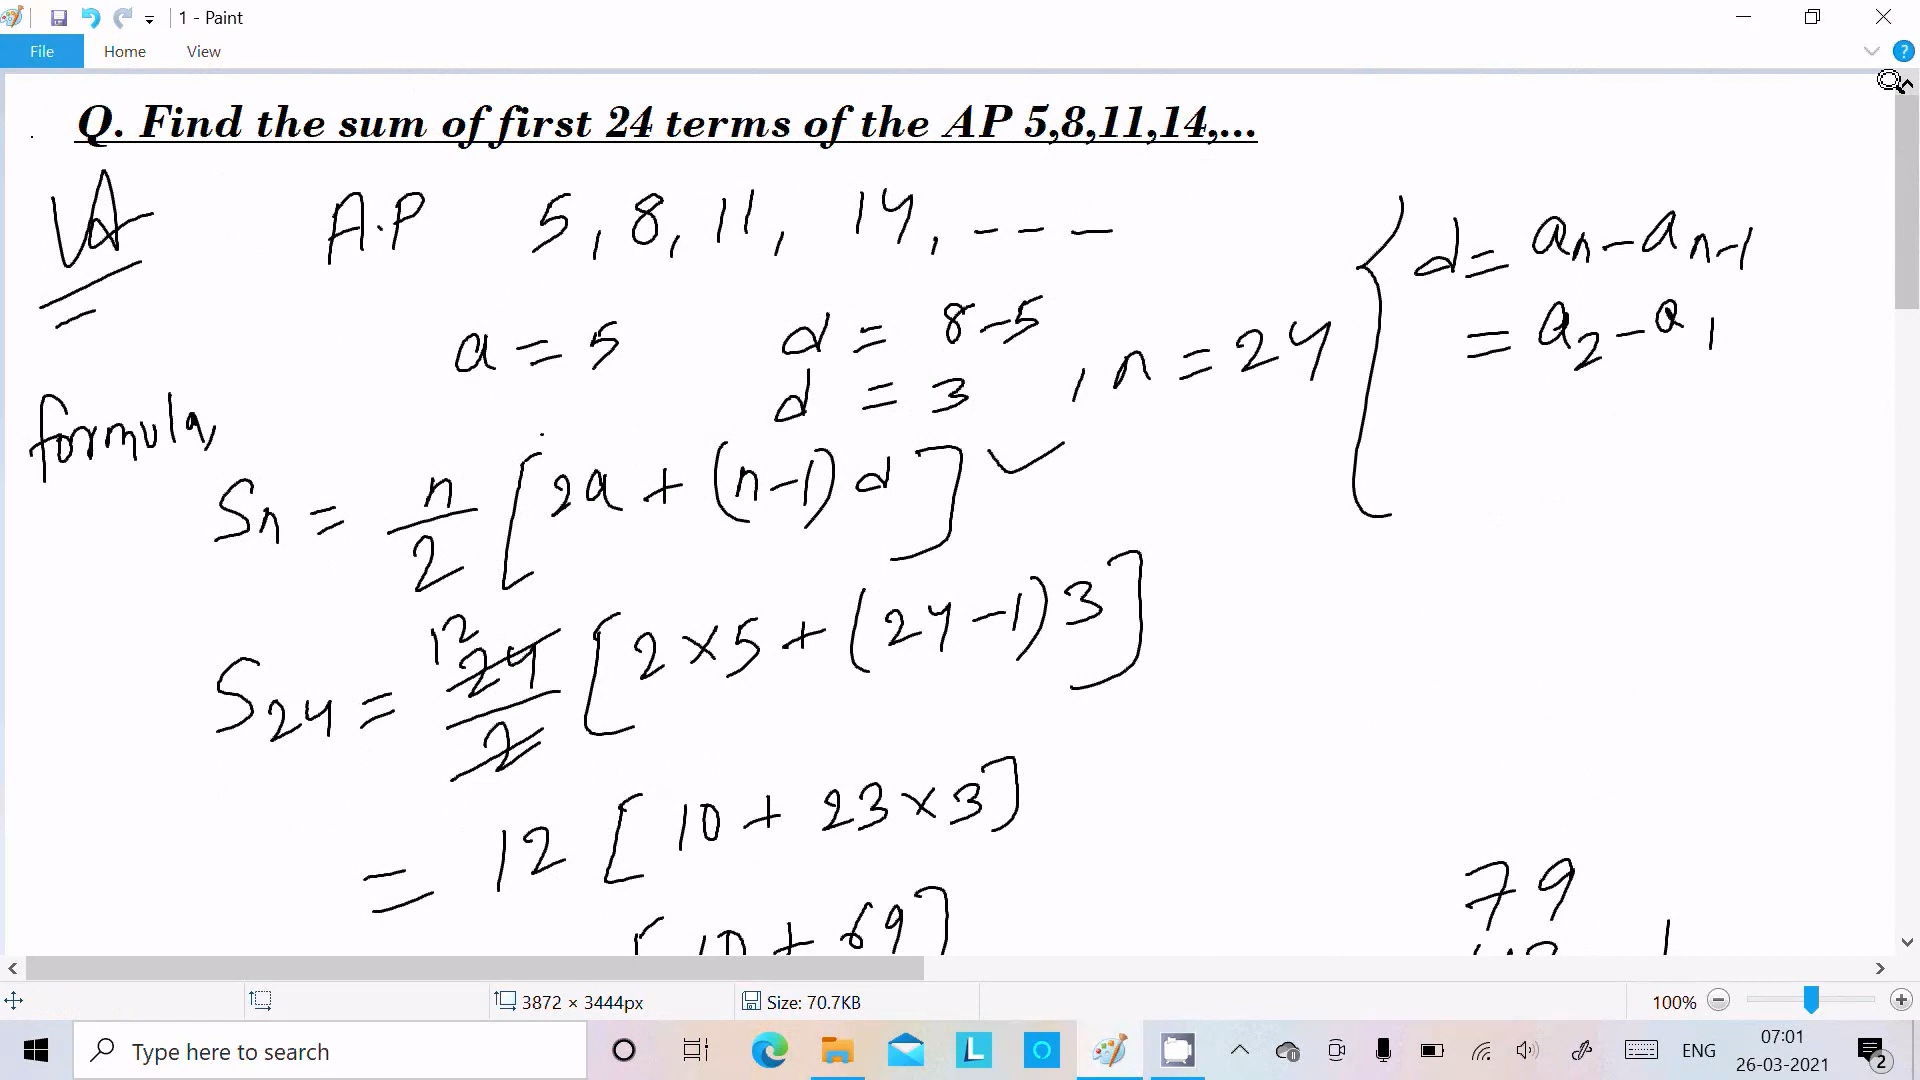 1 - Paint
File Home View
Q. Find the sum of first 24 terms of the AP 5,8,11,14,...
A.P 5, 8, 11, 14, - - -
a = 5 d = 8-5
d = 3 , n = 24
d = an - an-1
= a2 - a1
formula,
Sn = n/2 [2a + (n-1)d]
S24 = 24/2 [2×5 + (24-1)3]
12
= 12 [10 + 23×3]
[10 + 69]
79
3872 × 3444px Size: 70.7KB 100%
Type here to search
ENG 07:01
26-03-2021
2